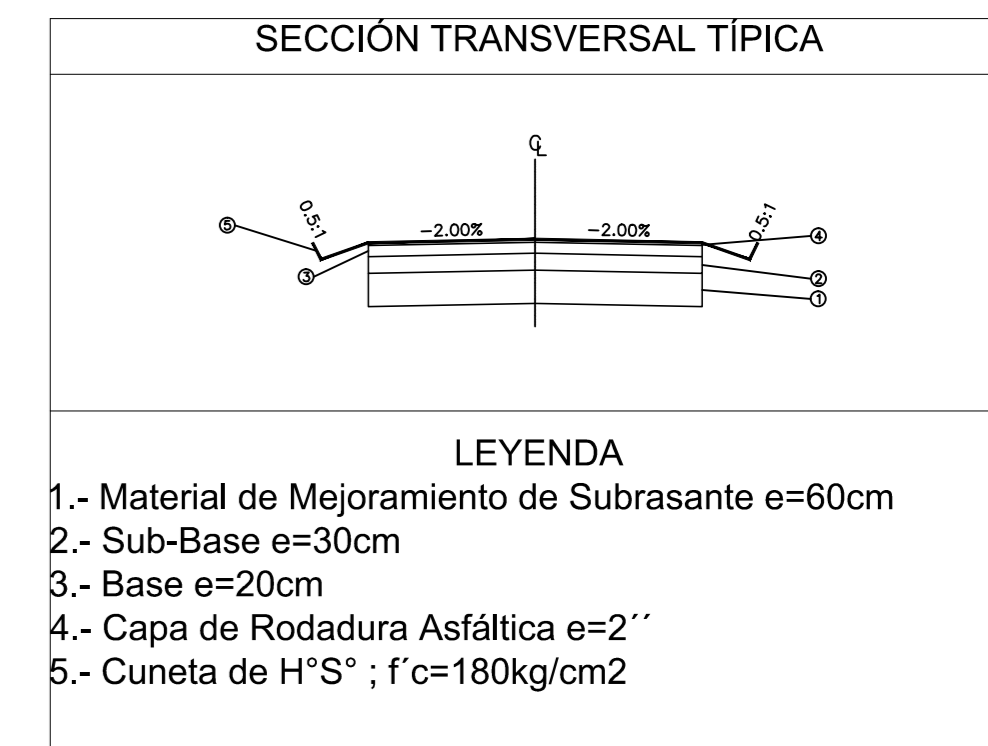 SECCIÓN TRANSVERSAL TÍPICA
℄
0.5:1
0.5:1
⑤
-2.00%
-2.00%
④
③
②
①
LEYENDA
1.- Material de Mejoramiento de Subrasante e=60cm
2.- Sub-Base e=30cm
3.- Base e=20cm
4.- Capa de Rodadura Asfáltica e=2´´
5.- Cuneta de H°S° ; f´c=180kg/cm2